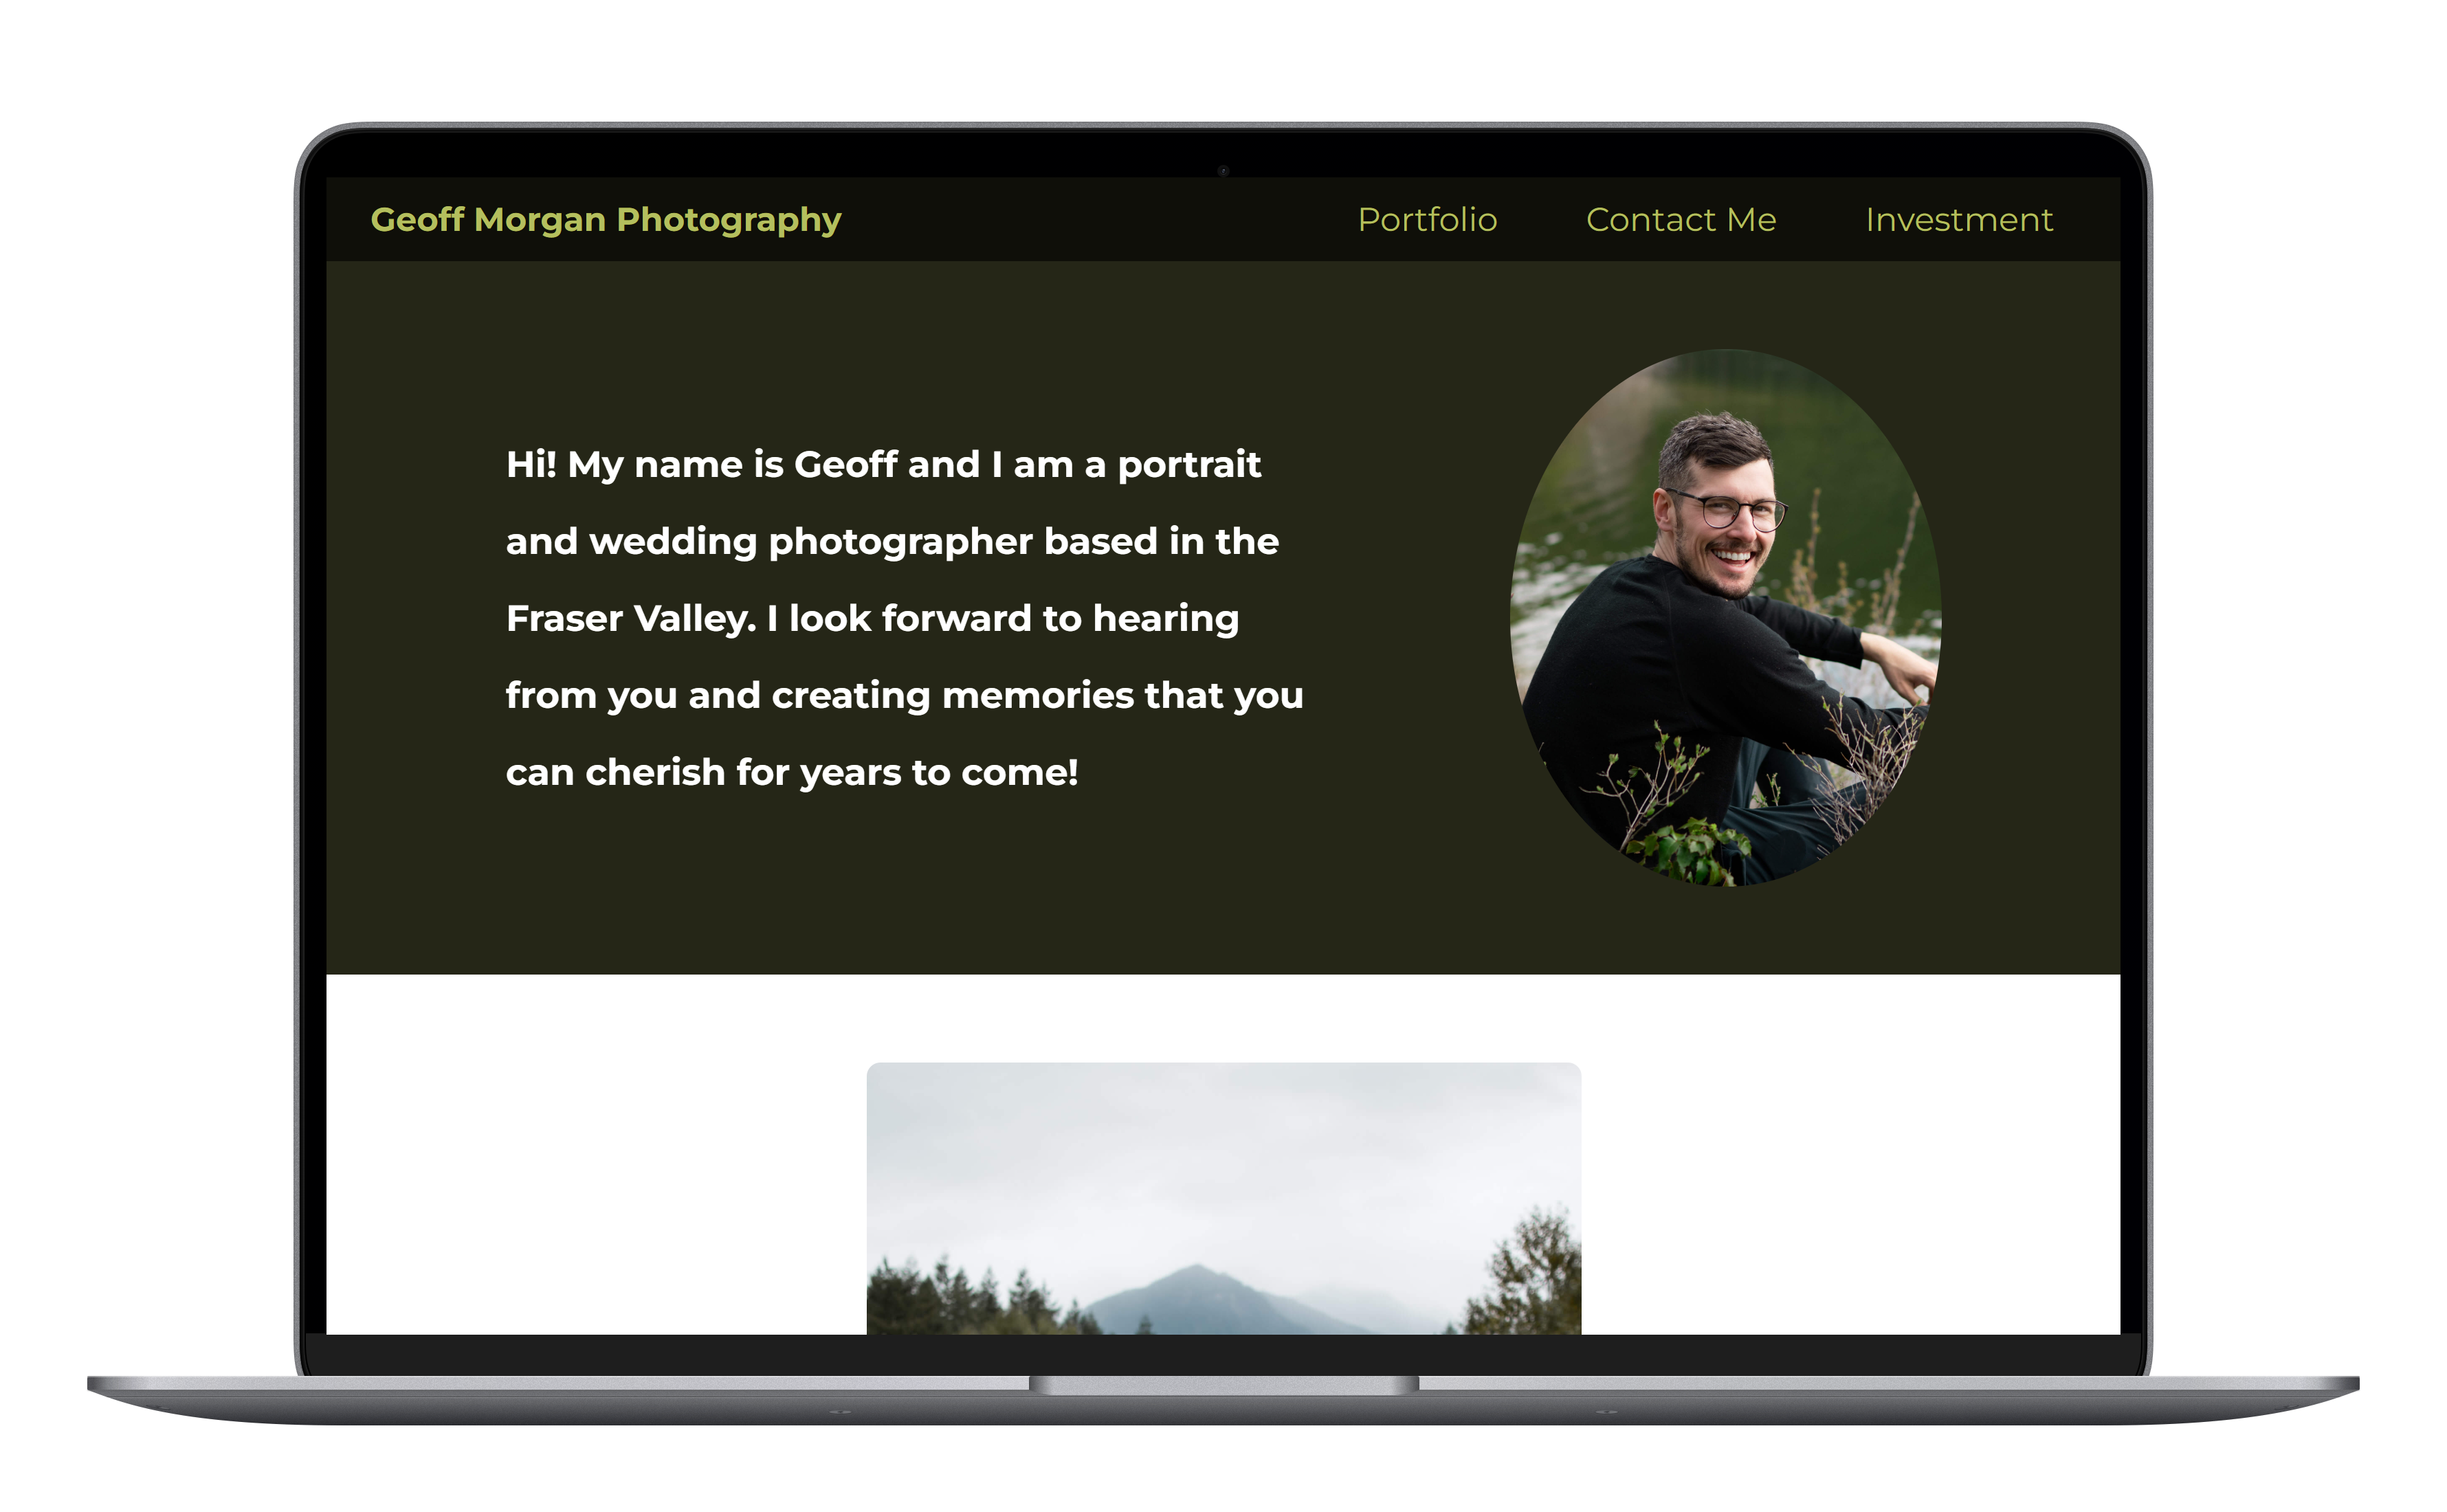 Geoff Morgan Photography
Portfolio
Contact Me
Investment
Hi! My name is Geoff and I am a portrait
and wedding photographer based in the
Fraser Valley. I look forward to hearing
from you and creating memories that you
can cherish for years to come!